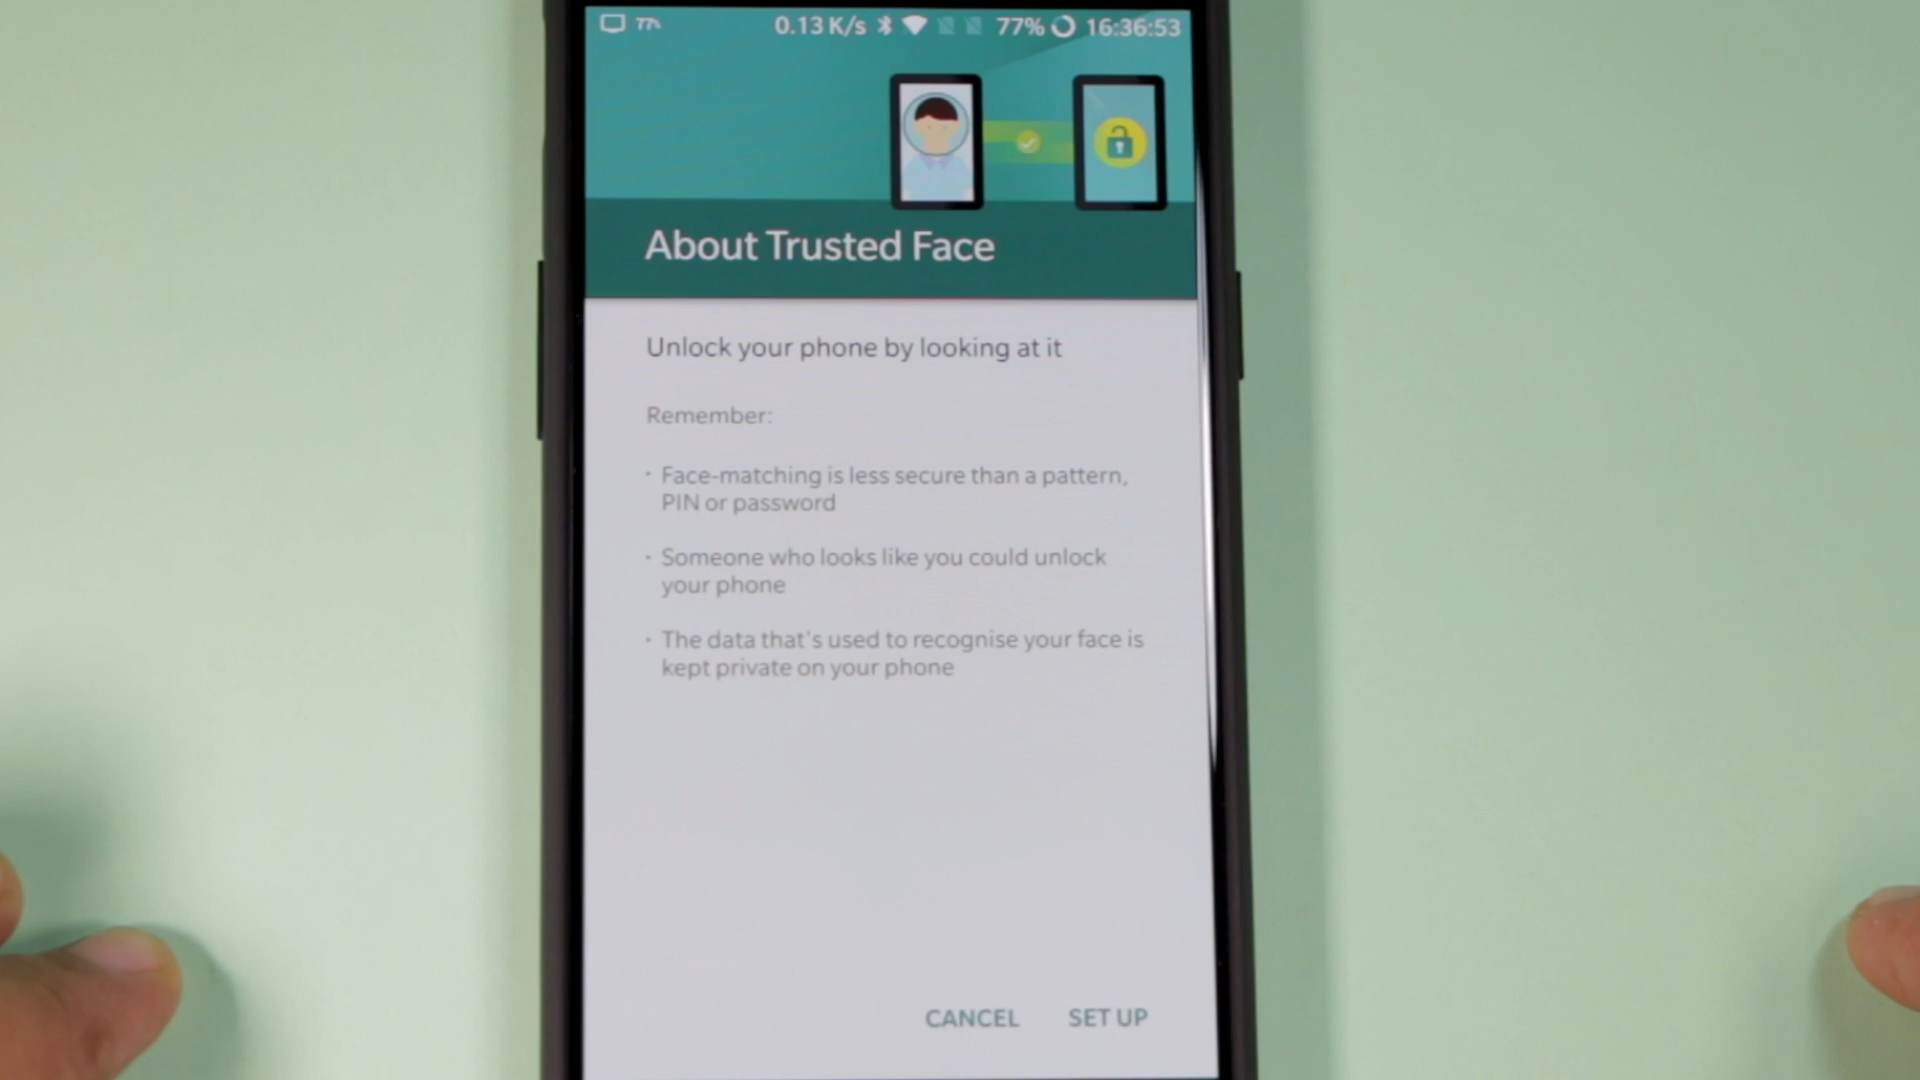 77% 0.13 K/s 77% 16:36:53
About Trusted Face
Unlock your phone by looking at it
Remember:
· Face-matching is less secure than a pattern,
PIN or password
· Someone who looks like you could unlock
your phone
· The data that's used to recognise your face is
kept private on your phone
CANCEL SET UP